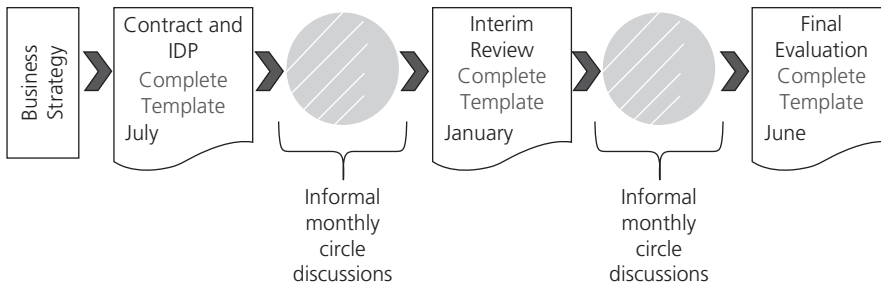 Business
Strategy
Contract and
IDP
Complete
Template
July
Informal
monthly
circle
discussions
Interim
Review
Complete
Template
January
Informal
monthly
circle
discussions
Final
Evaluation
Complete
Template
June